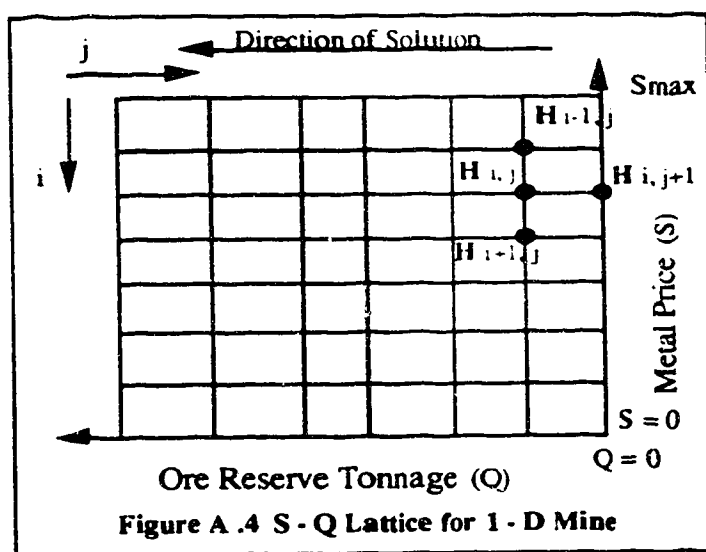 Direction of Solution
j
Smax
i
H i-1, j
H i, j
H i, j+1
H i+1, j
Metal Price (S)
S = 0
Q = 0
Ore Reserve Tonnage (Q)
Figure A .4 S - Q Lattice for 1 - D Mine